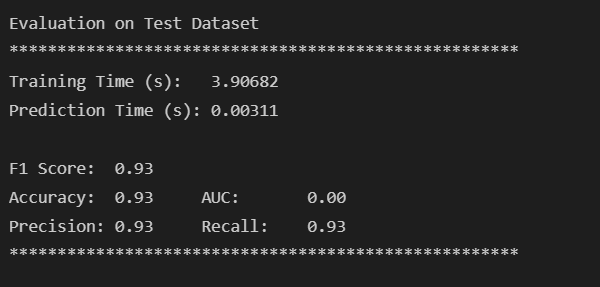 Evaluation on Test Dataset
*****************************************************
Training Time (s):   3.90682
Prediction Time (s): 0.00311
F1 Score:  0.93
Accuracy:  0.93     AUC:       0.00
Precision: 0.93     Recall:    0.93
*****************************************************